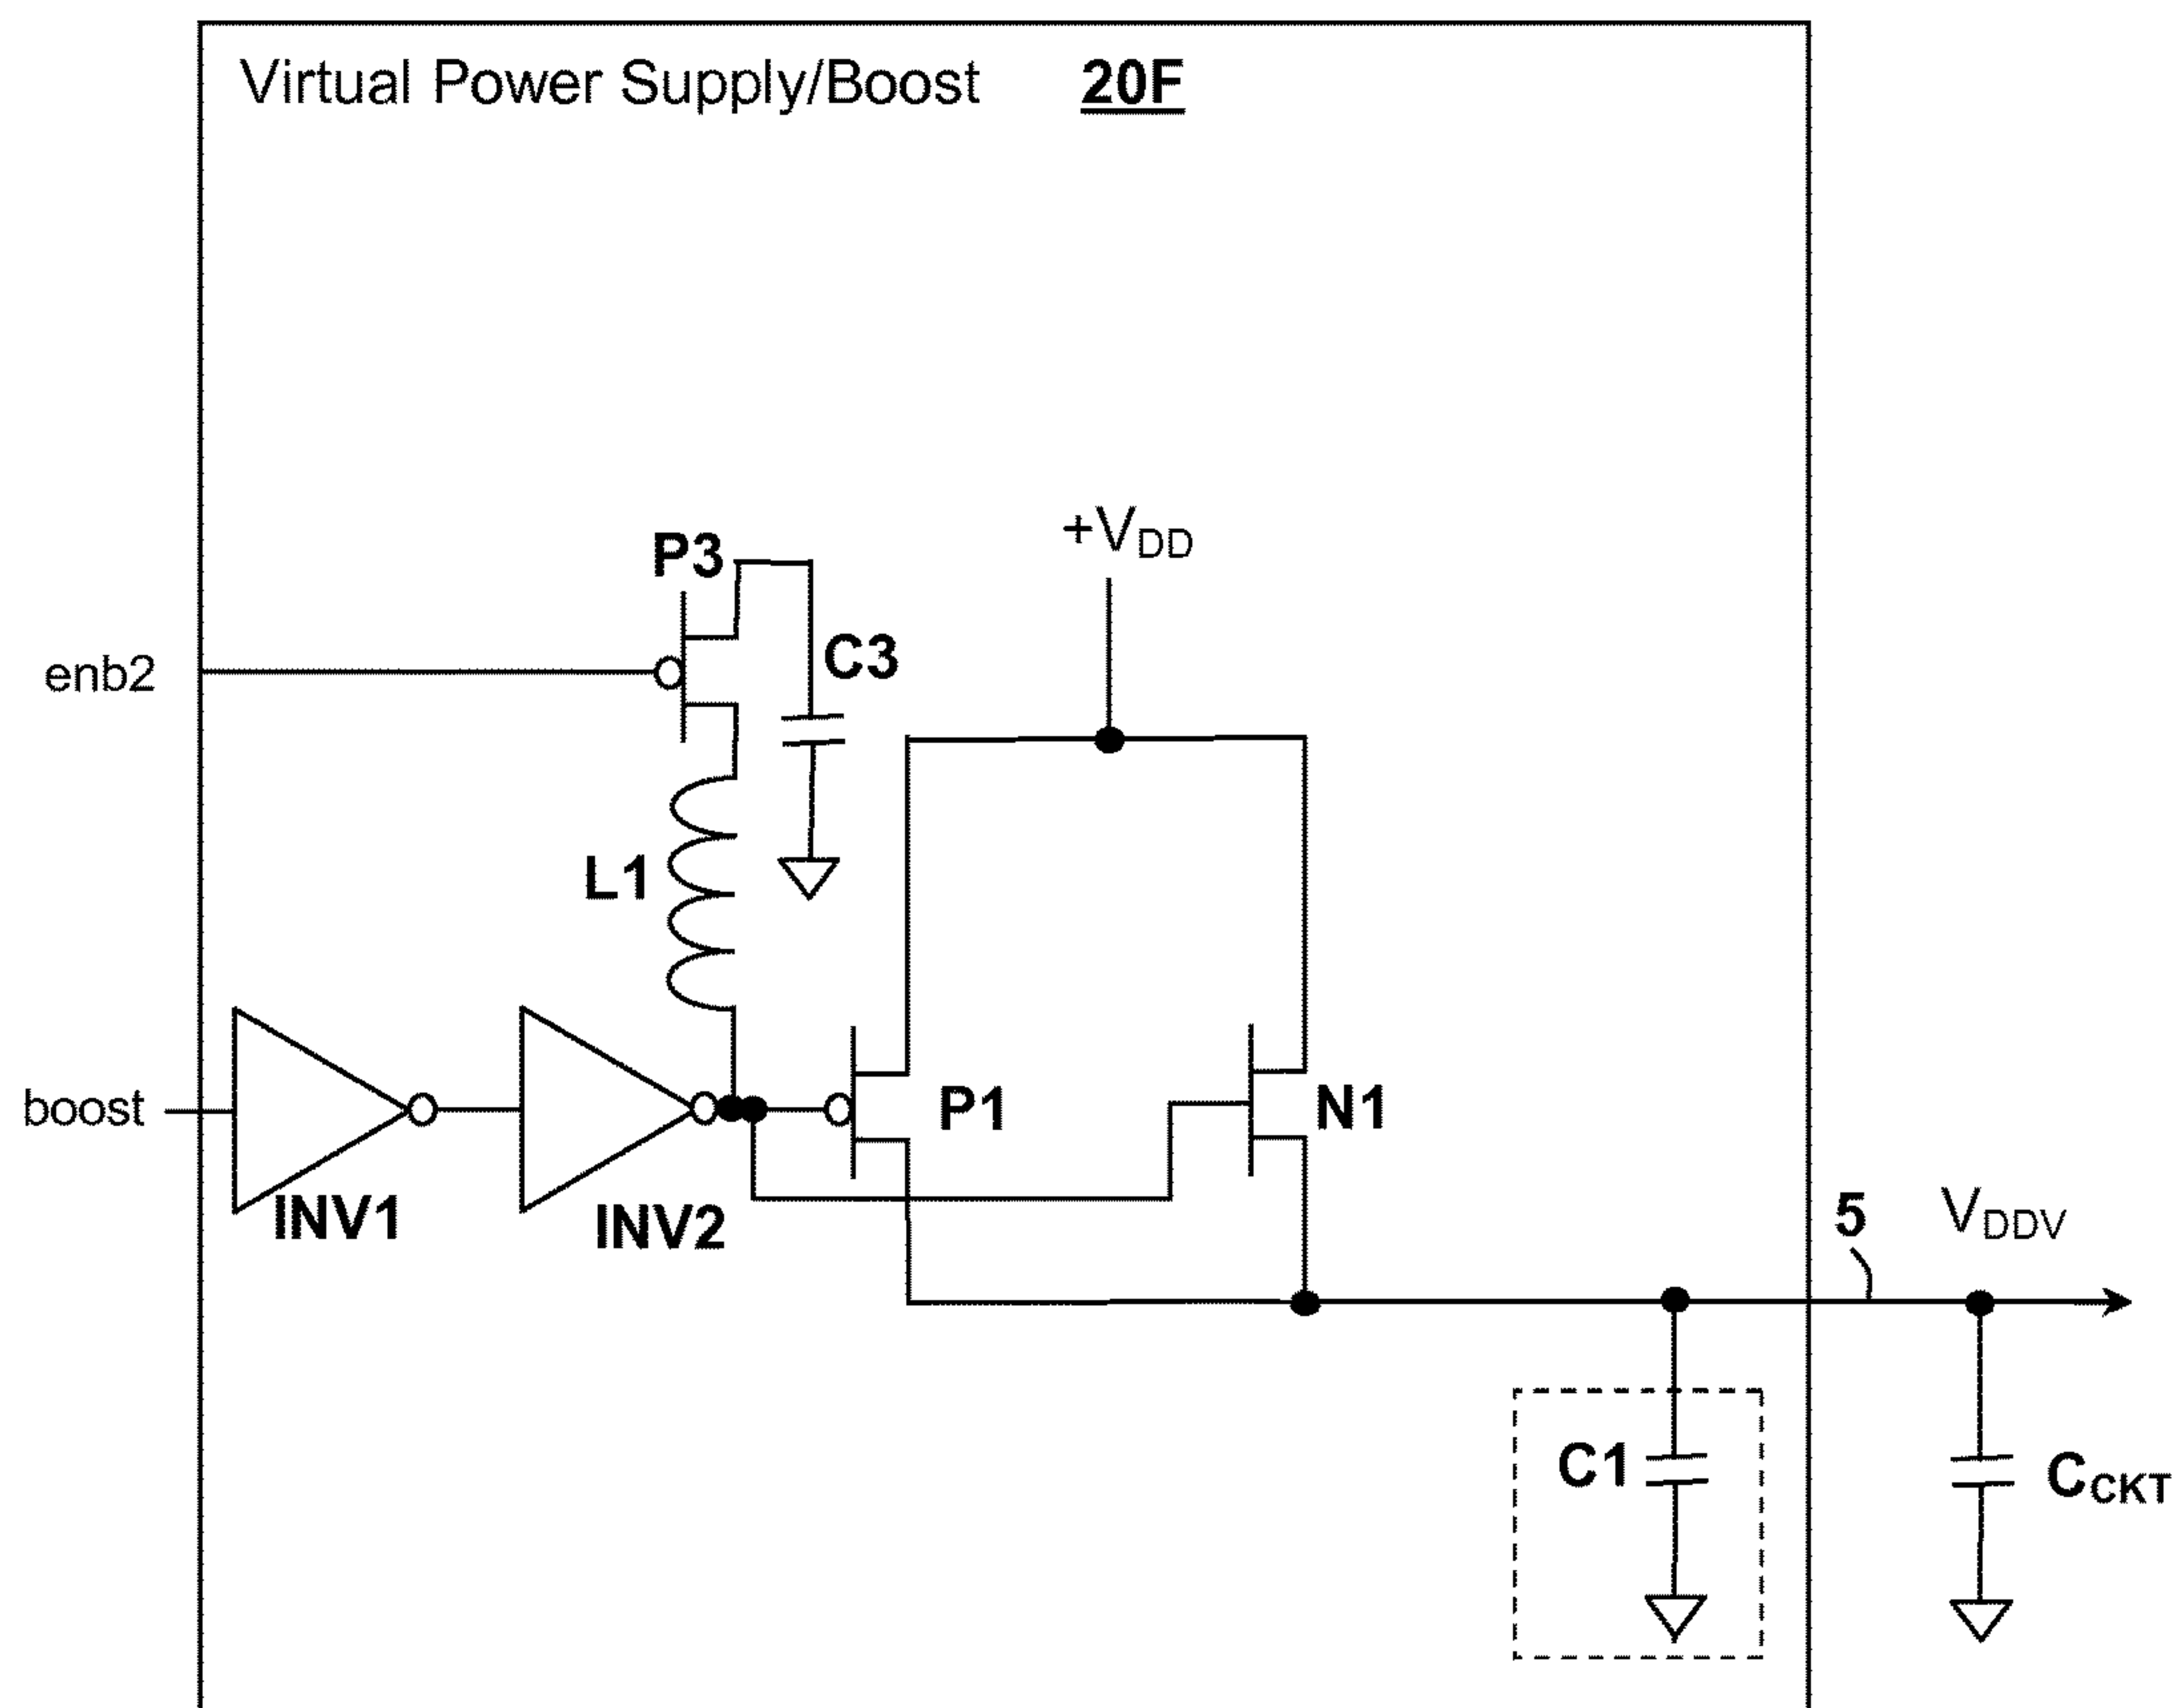 Virtual Power Supply/Boost 20F
+VDD
P3
C3
enb2
L1
boost
P1
N1
INV1
INV2
5
VDDV
C1
CCKT